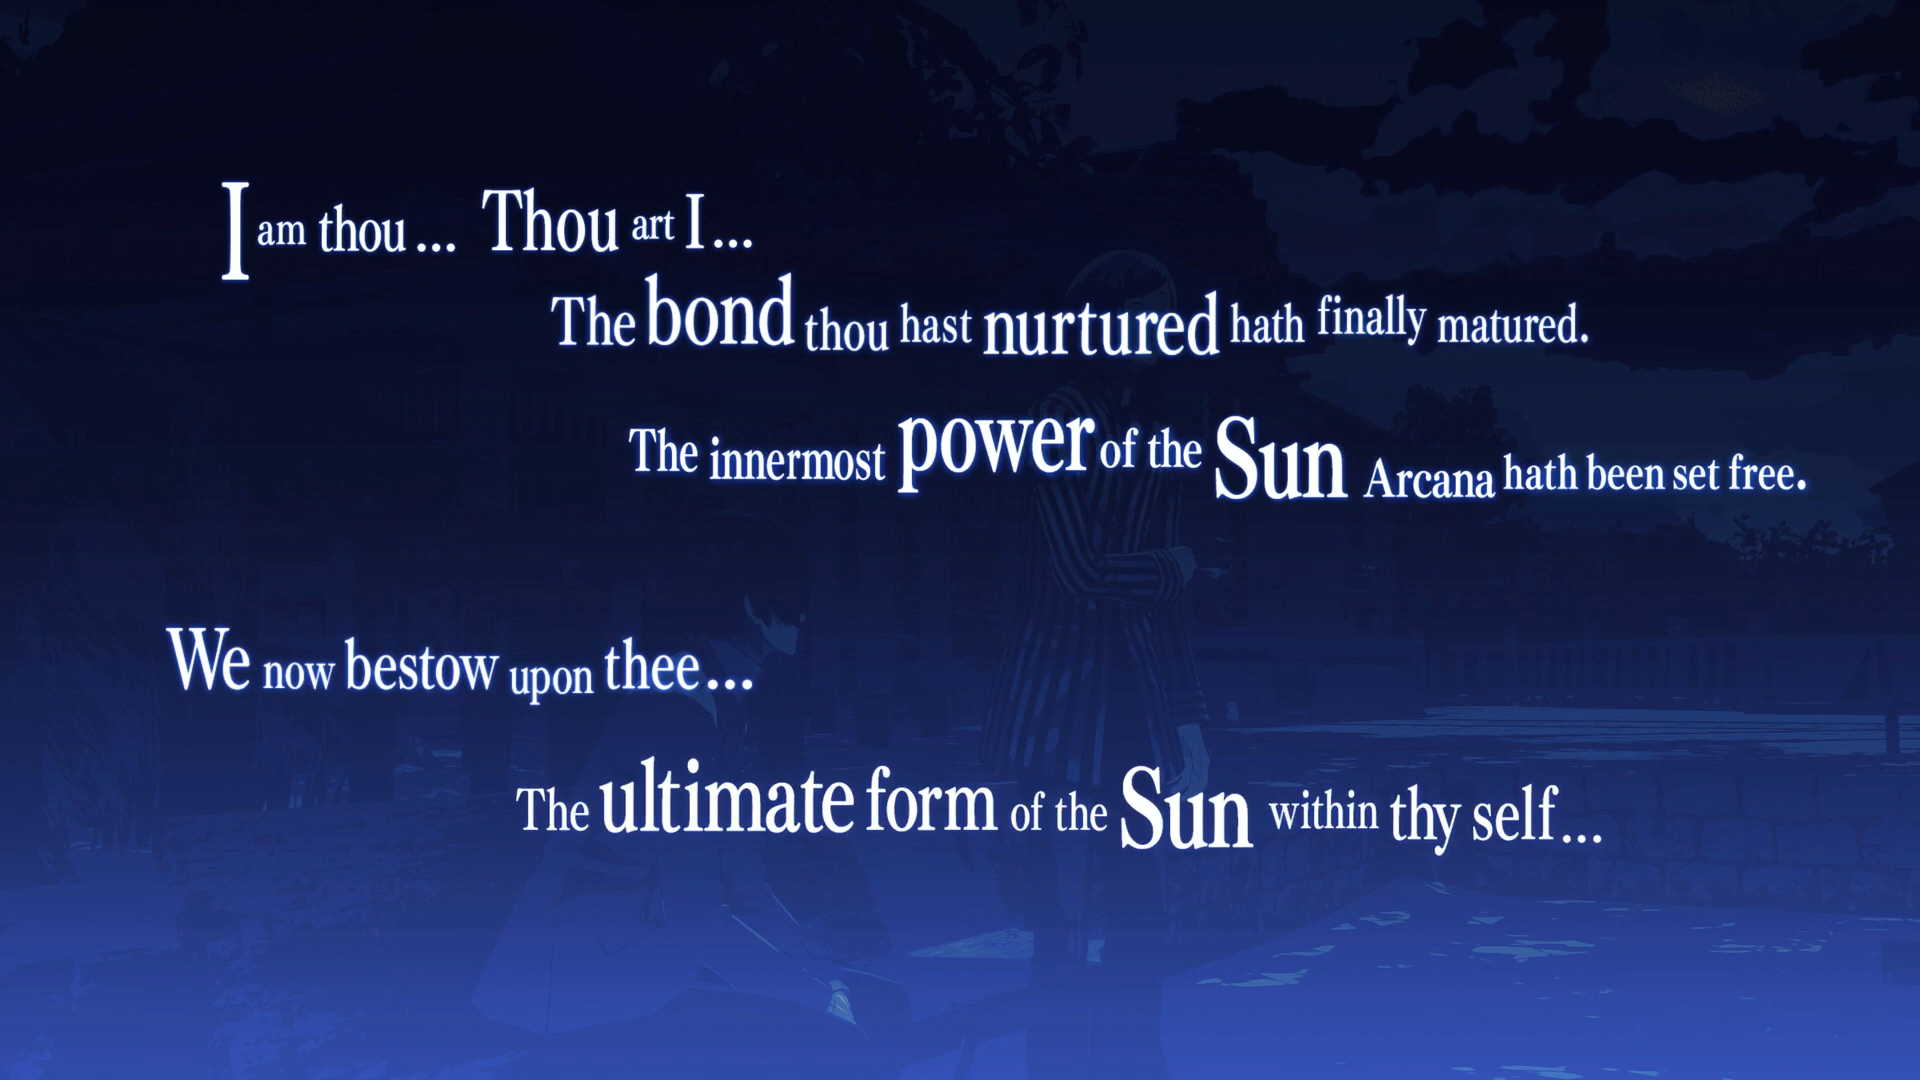 I am thou... Thou art I...
The bond thou hast nurtured hath finally matured.
The innermost power of the Sun Arcana hath been set free.
We now bestow upon thee...
The ultimate form of the Sun within thy self...